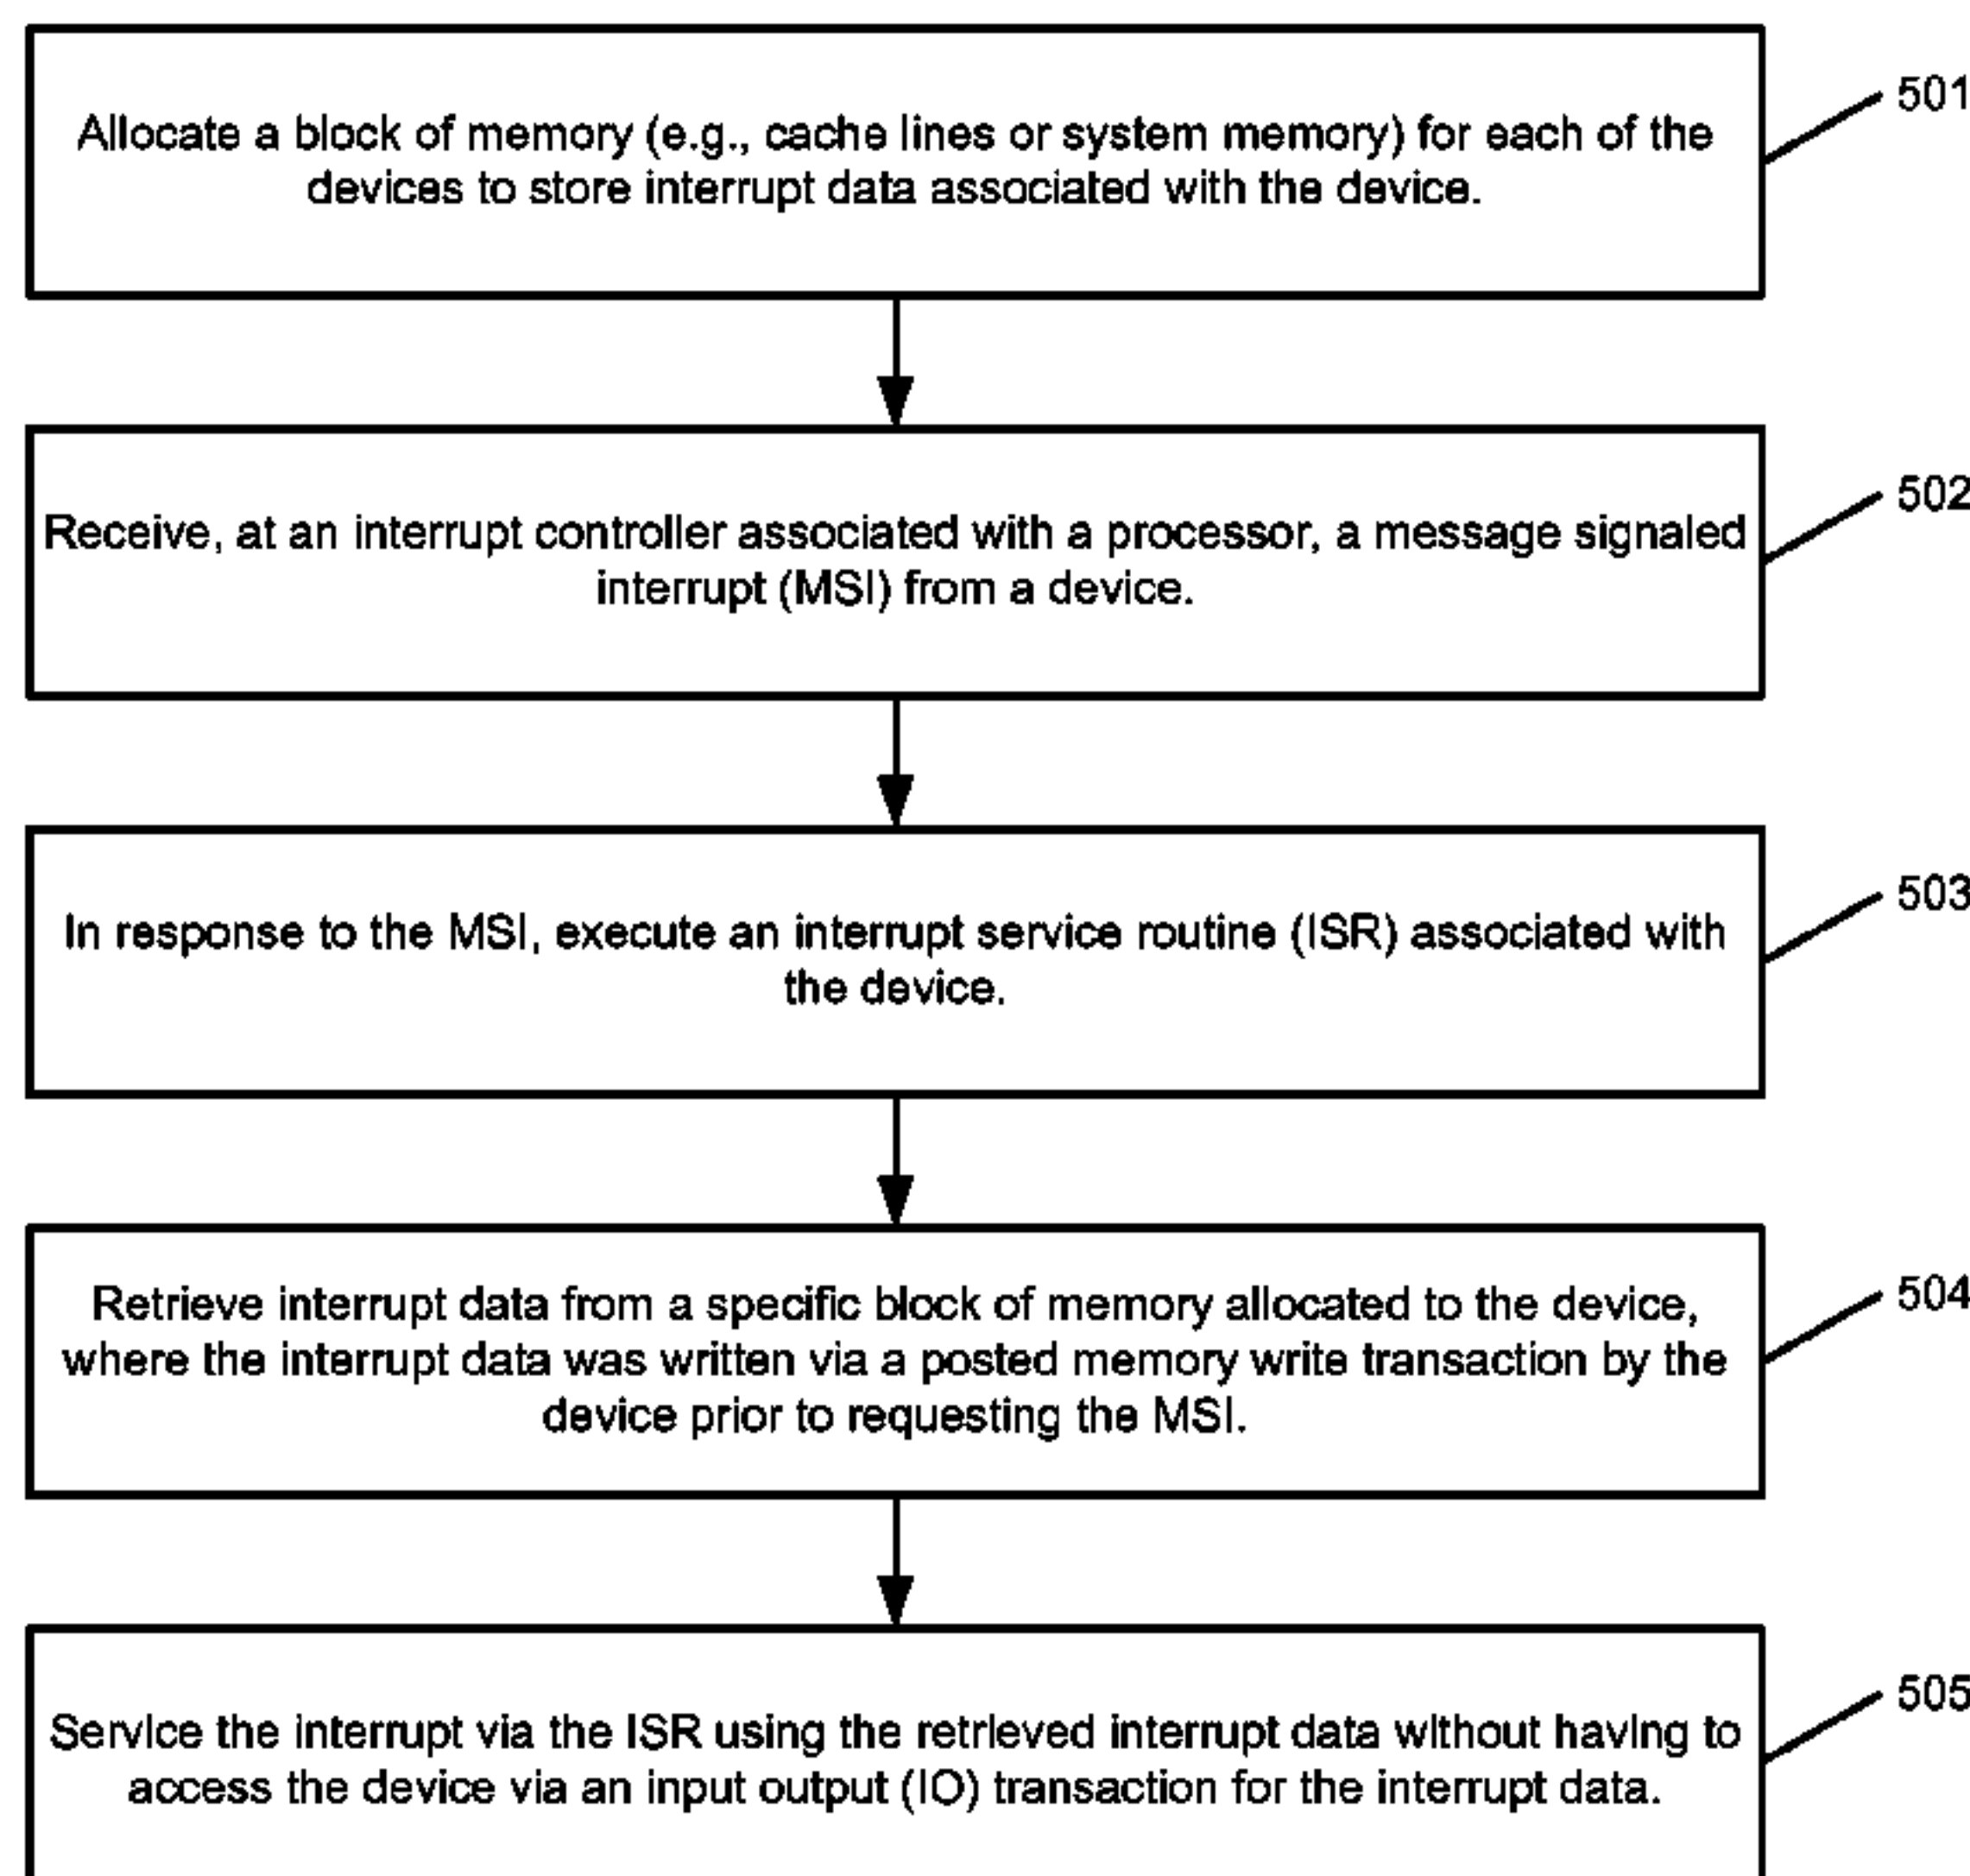 Allocate a block of memory (e.g., cache lines or system memory) for each of the
devices to store interrupt data associated with the device.
501
Receive, at an interrupt controller associated with a processor, a message signaled
interrupt (MSI) from a device.
502
In response to the MSI, execute an interrupt service routine (ISR) associated with
the device.
503
Retrieve interrupt data from a specific block of memory allocated to the device,
where the interrupt data was written via a posted memory write transaction by the
device prior to requesting the MSI.
504
Service the interrupt via the ISR using the retrieved interrupt data without having to
access the device via an input output (IO) transaction for the interrupt data.
505